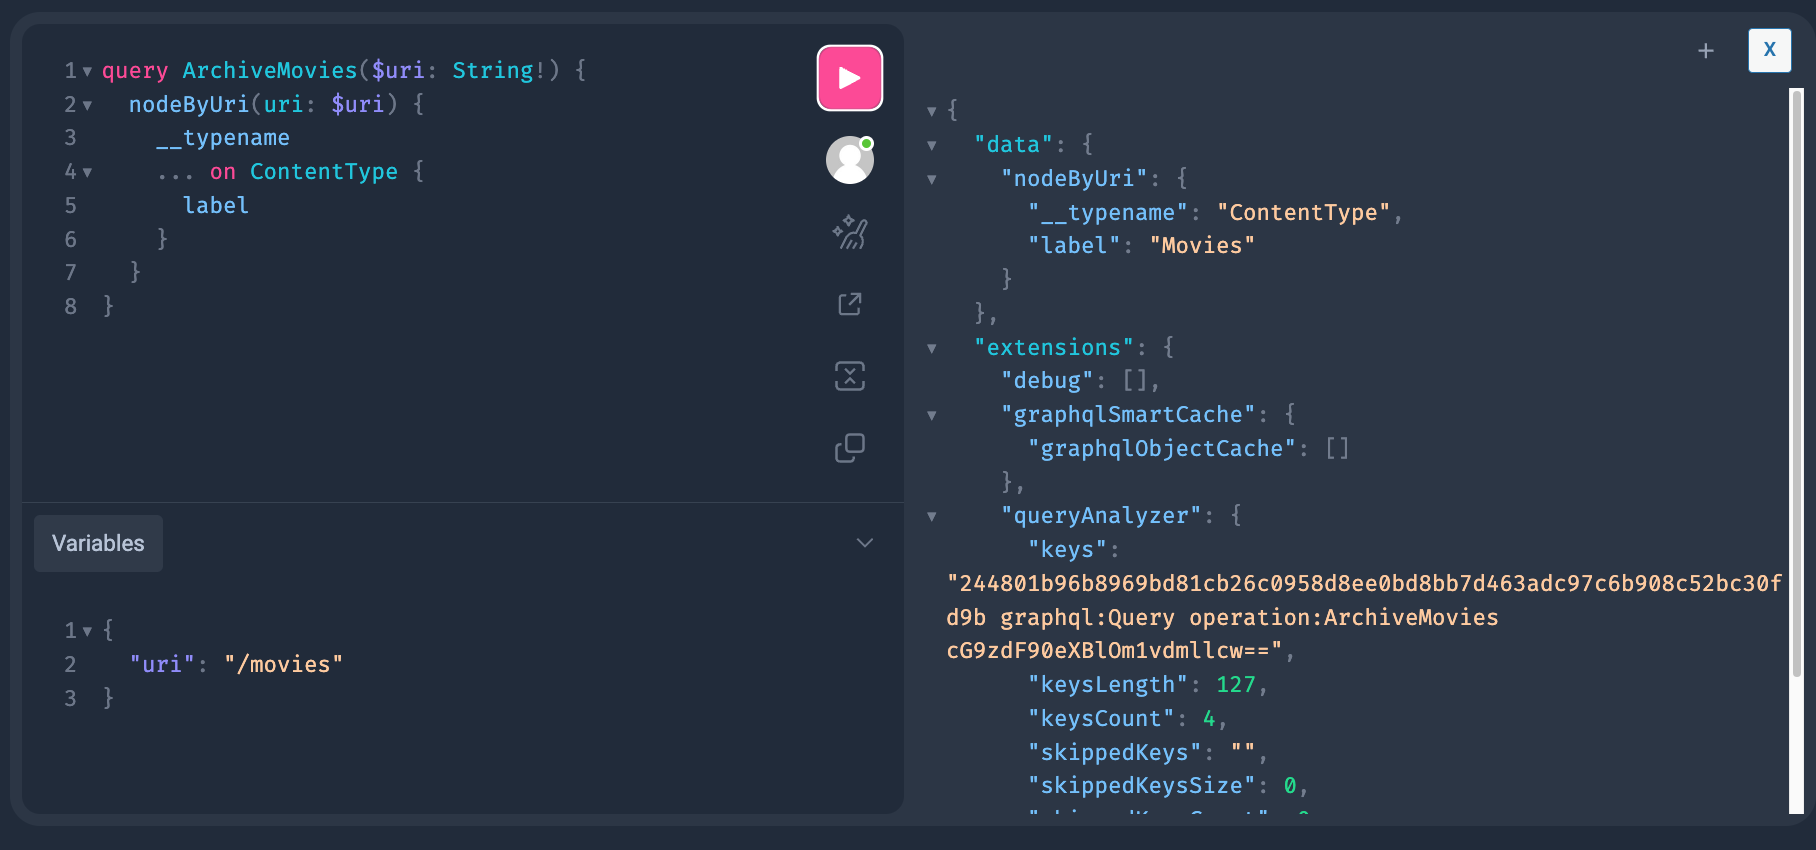 1 query ArchiveMovies($uri: String!) {
2 nodeByUri(uri: $uri) {
3 __typename
4 ... on ContentType {
5 label
6 }
7 }
8 }
Variables
1 {
2 "uri": "/movies"
3 }
+ X
{
"data": {
"nodeByUri": {
"__typename": "ContentType",
"label": "Movies"
}
},
"extensions": {
"debug": [],
"graphqlSmartCache": {
"graphqlObjectCache": []
},
"queryAnalyzer": {
"keys":
"244801b96b8969bd81cb26c0958d8ee0bd8bb7d463adc97c6b908c52bc30f
d9b graphql:Query operation:ArchiveMovies
cG9zdF90eXBlOm1vdmllcw==",
"keysLength": 127,
"keysCount": 4,
"skippedKeys": "",
"skippedKeysSize": 0,